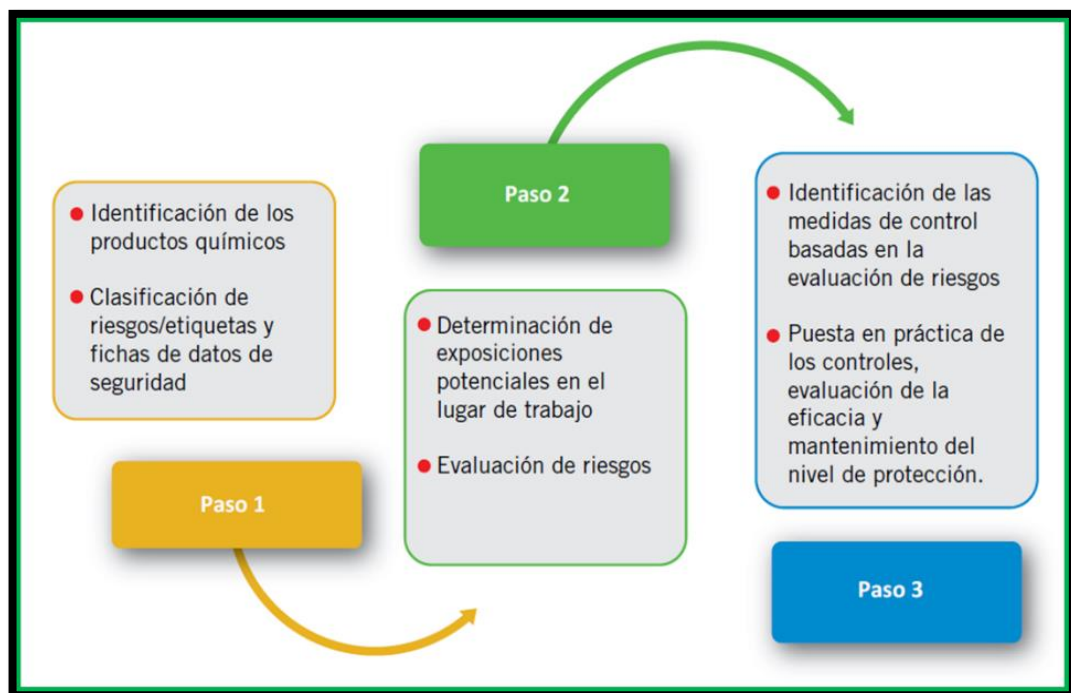 Paso 1
● Identificación de los
productos químicos
● Clasificación de
riesgos/etiquetas y
fichas de datos de
seguridad
Paso 2
● Determinación de
exposiciones
potenciales en el
lugar de trabajo
● Evaluación de riesgos
Paso 3
● Identificación de las
medidas de control
basadas en la
evaluación de riesgos
● Puesta en práctica de
los controles,
evaluación de la
eficacia y
mantenimiento del
nivel de protección.